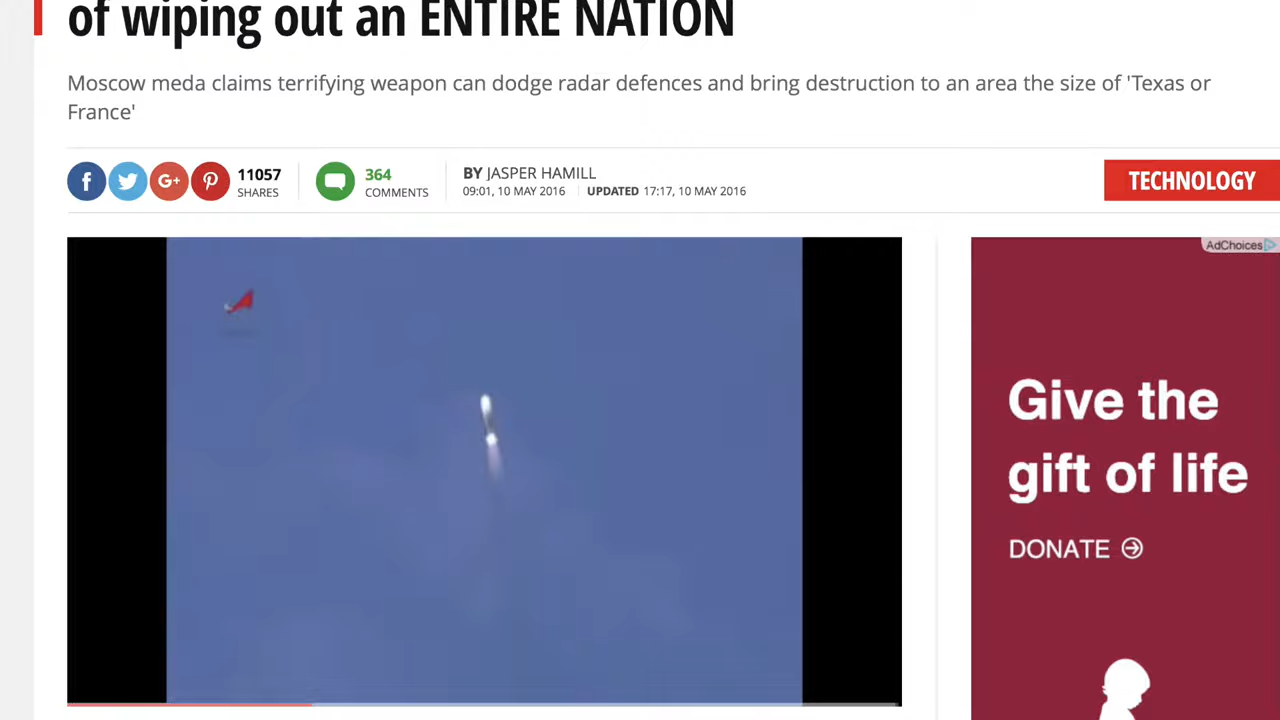 of wiping out an ENTIRE NATION
Moscow meda claims terrifying weapon can dodge radar defences and bring destruction to an area the size of 'Texas or
France'
f
G+
11057
SHARES
364
COMMENTS
BY JASPER HAMILL
09:01, 10 MAY 2016 UPDATED 17:17, 10 MAY 2016
TECHNOLOGY
AdChoices
Give the
gift of life
DONATE